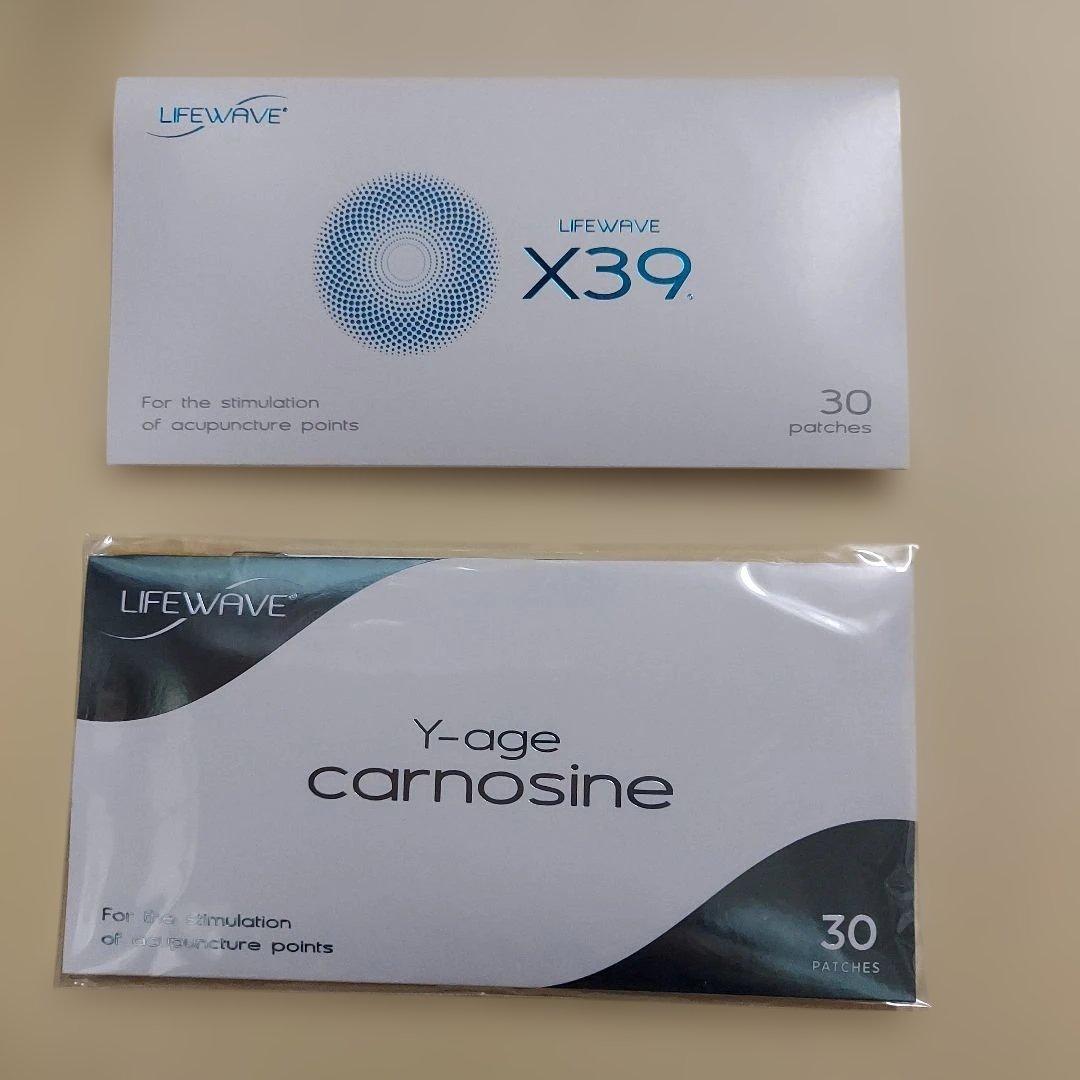 LIFEWAVE®
LIFEWAVE
X39®
For the stimulation
of acupuncture points
30
patches
LIFEWAVE®
Y-age
carnosine
For the stimulation
of acupuncture points
30
PATCHES